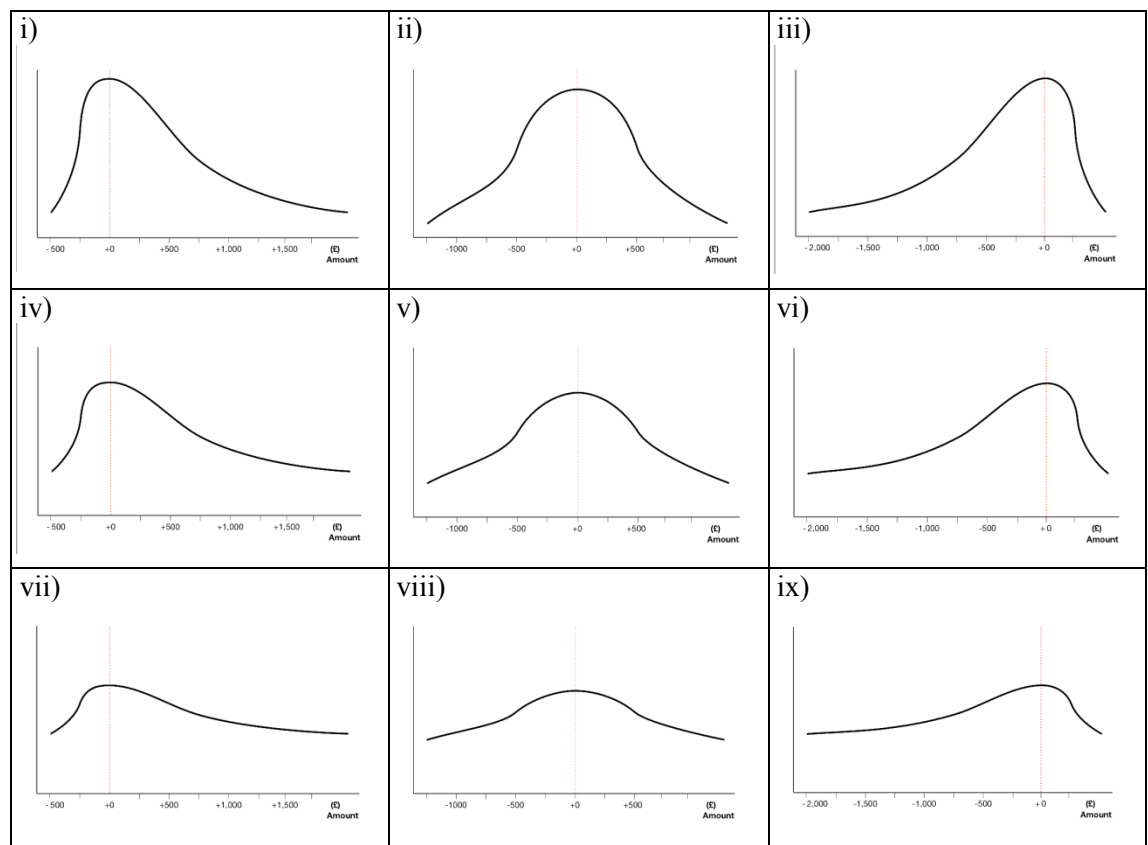 i)
ii)
iii)
- 500 +0 +500 +1,000 +1,500 (£)
Amount
-1000 -500 +0 +500 (£)
Amount
- 2,000 -1,500 -1,000 -500 + 0 (£)
Amount
iv)
v)
vi)
- 500 +0 +500 +1,000 +1,500 (£)
Amount
-1000 -500 +0 +500 (£)
Amount
- 2,000 -1,500 -1,000 -500 + 0 (£)
Amount
vii)
viii)
ix)
- 500 +0 +500 +1,000 +1,500 (£)
Amount
-1000 -500 +0 +500 (£)
Amount
- 2,000 -1,500 -1,000 -500 + 0 (£)
Amount